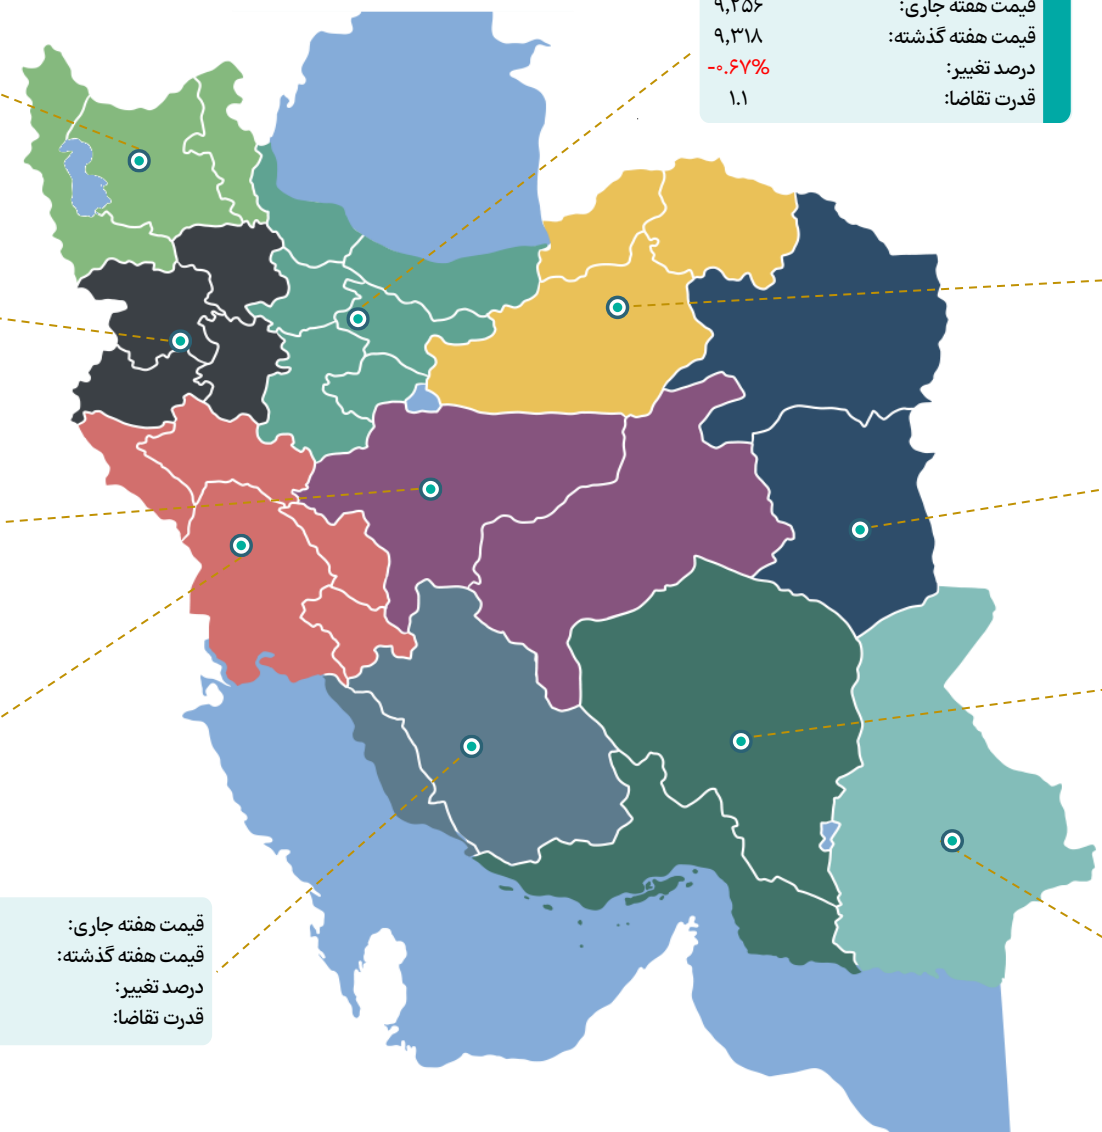 قیمت هفته جاری: ۹,۲۵۶
قیمت هفته گذشته: ۹,۳۱۸
درصد تغییر: -۰.۶۷%
قدرت تقاضا: ۱.۱
قیمت هفته جاری:
قیمت هفته گذشته:
درصد تغییر:
قدرت تقاضا: